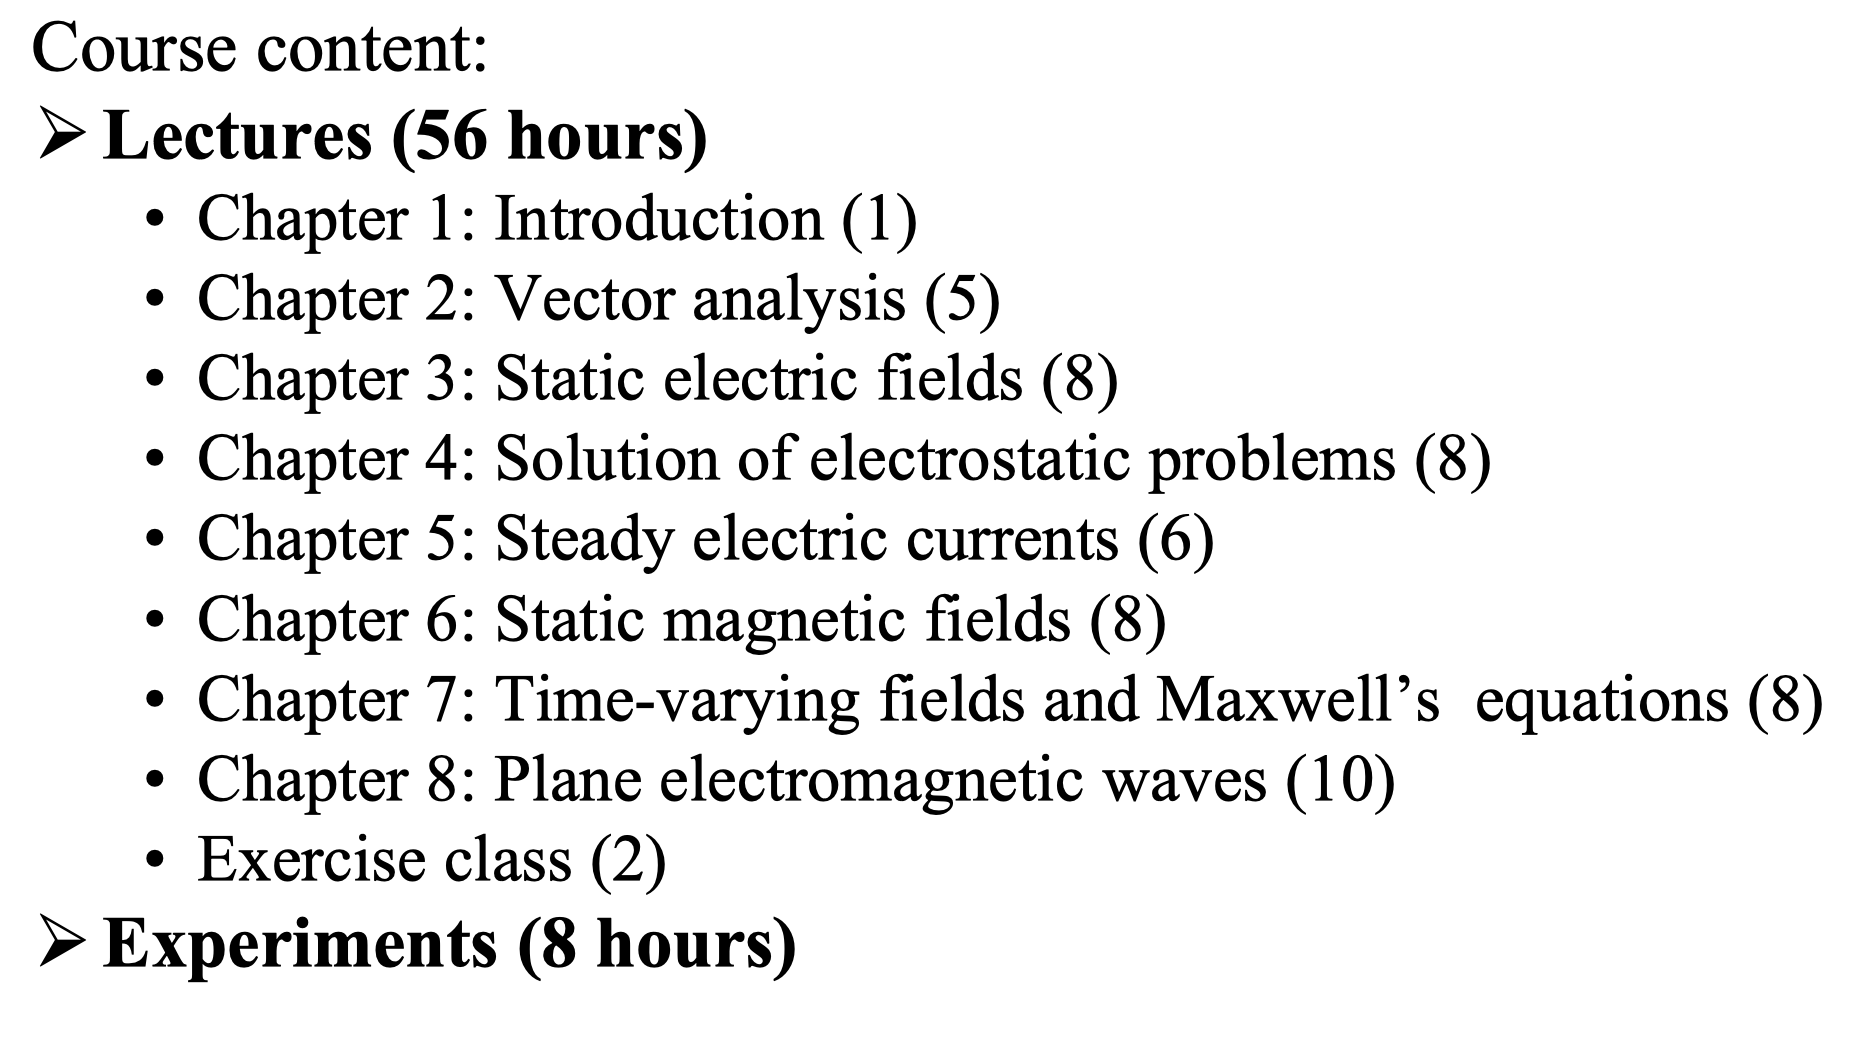 Course content:
➢ Lectures (56 hours)
• Chapter 1: Introduction (1)
• Chapter 2: Vector analysis (5)
• Chapter 3: Static electric fields (8)
• Chapter 4: Solution of electrostatic problems (8)
• Chapter 5: Steady electric currents (6)
• Chapter 6: Static magnetic fields (8)
• Chapter 7: Time-varying fields and Maxwell’s  equations (8)
• Chapter 8: Plane electromagnetic waves (10)
• Exercise class (2)
➢ Experiments (8 hours)